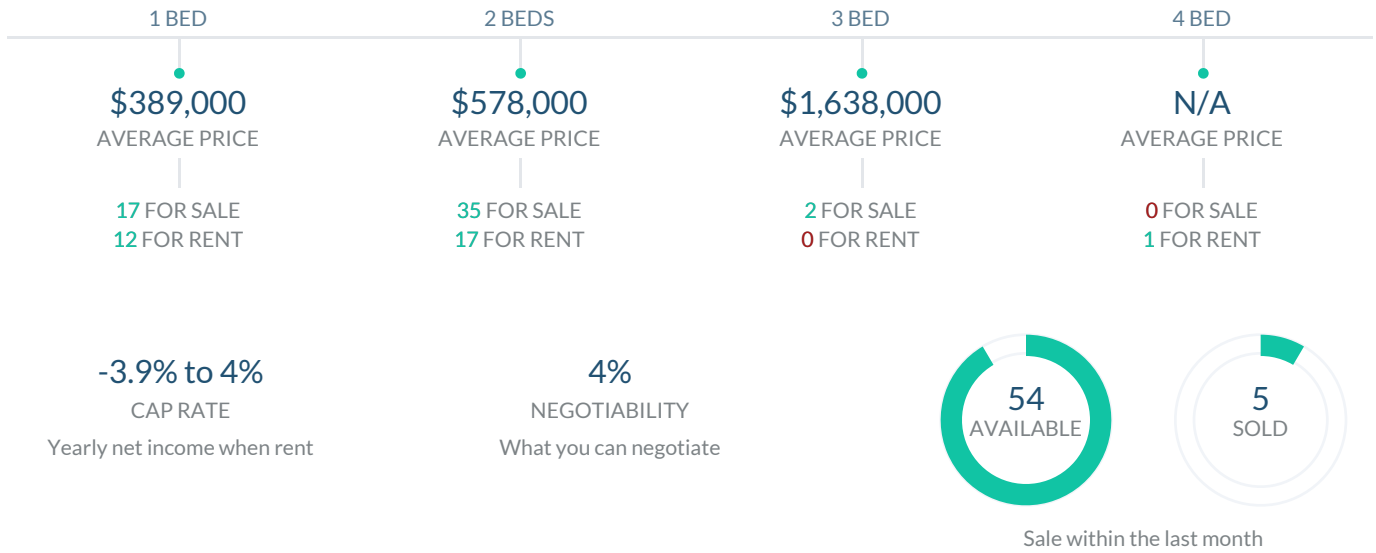 1 BED
$389,000
AVERAGE PRICE
17 FOR SALE
12 FOR RENT
2 BEDS
$578,000
AVERAGE PRICE
35 FOR SALE
17 FOR RENT
3 BED
$1,638,000
AVERAGE PRICE
2 FOR SALE
0 FOR RENT
4 BED
N/A
AVERAGE PRICE
0 FOR SALE
1 FOR RENT
-3.9% to 4%
CAP RATE
Yearly net income when rent
4%
NEGOTIABILITY
What you can negotiate
54
AVAILABLE
5
SOLD
Sale within the last month